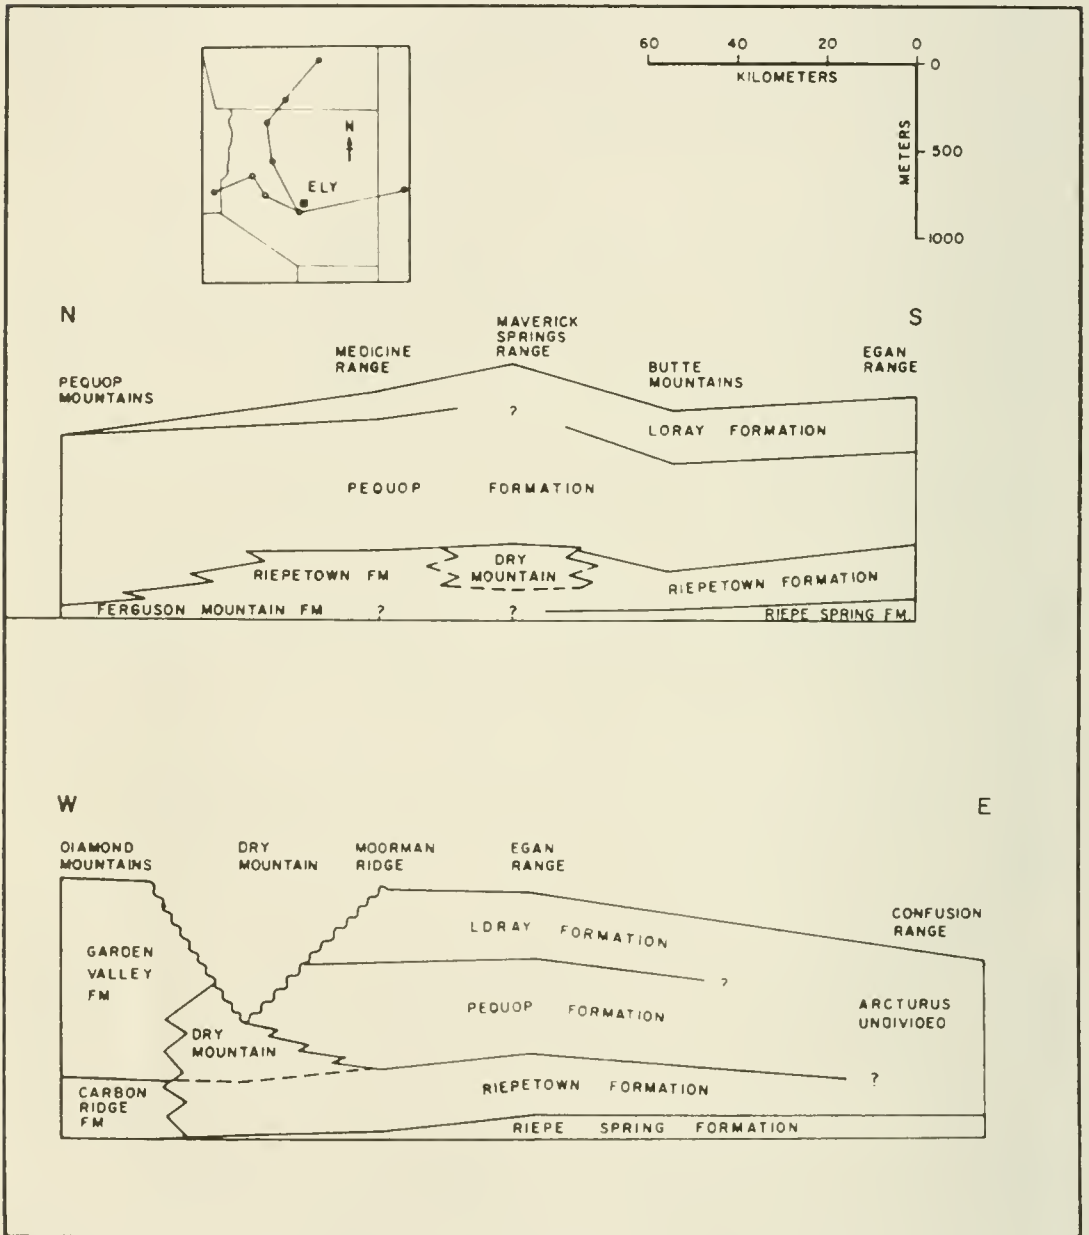 60 40 20 0
KILOMETERS
0
METERS
500
1000
N
ELY
N
S
PEQUOP
MOUNTAINS
MEDICINE
RANGE
MAVERICK
SPRINGS
RANGE
BUTTE
MOUNTAINS
EGAN
RANGE
?
LORAY FORMATION
PEQUOP FORMATION
RIEPETOWN FM
DRY
MOUNTAIN
RIEPETOWN FORMATION
FERGUSON MOUNTAIN FM ? ?
RIEPE SPRING FM.
W
E
DIAMOND
MOUNTAINS
DRY
MOUNTAIN
MOORMAN
RIDGE
EGAN
RANGE
CONFUSION
RANGE
LORAY FORMATION
GARDEN
VALLEY
FM
?
PEQUOP FORMATION
ARCTURUS
UNDIVIDED
DRY
MOUNTAIN
?
RIEPETOWN FORMATION
CARBON
RIDGE
FM
RIEPE SPRING FORMATION